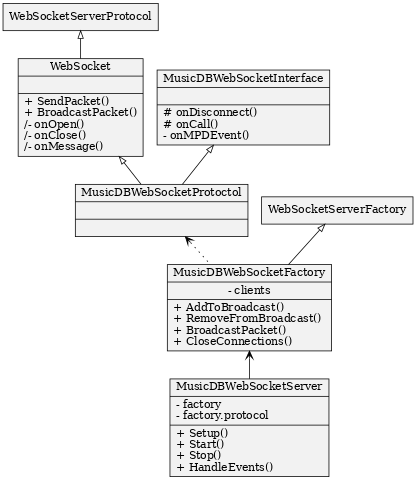 WebSocketServerProtocol
WebSocket
+ SendPacket()
+ BroadcastPacket()
/- onOpen()
/- onClose()
/- onMessage()
MusicDBWebSocketInterface
# onDisconnect()
# onCall()
- onMPDEvent()
MusicDBWebSocketProtoctol
WebSocketServerFactory
MusicDBWebSocketFactory
- clients
+ AddToBroadcast()
+ RemoveFromBroadcast()
+ BroadcastPacket()
+ CloseConnections()
MusicDBWebSocketServer
- factory
- factory.protocol
+ Setup()
+ Start()
+ Stop()
+ HandleEvents()